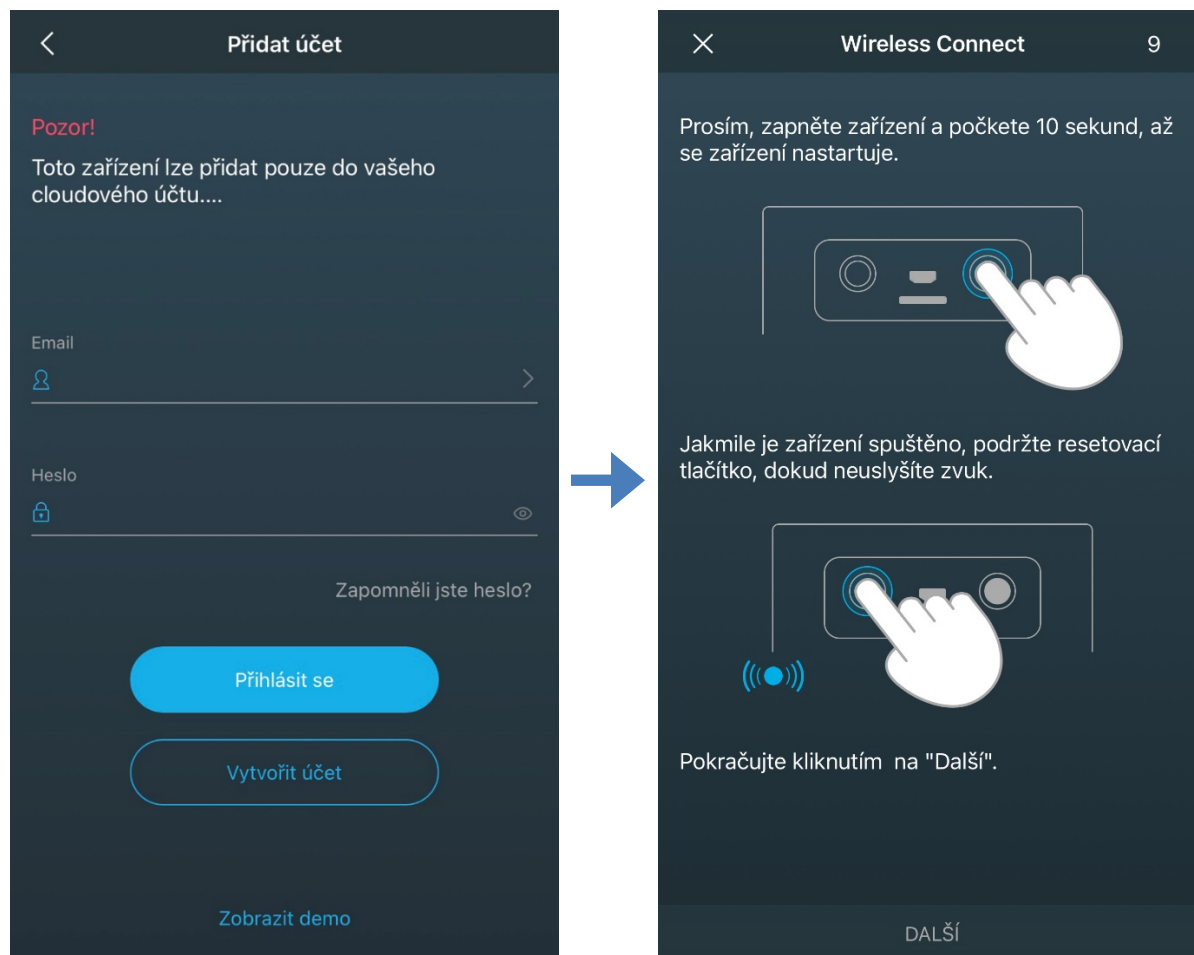 Přidat účet
Pozor!
Toto zařízení lze přidat pouze do vašeho
cloudového účtu....
Email
Heslo
Zapomněli jste heslo?
Přihlásit se
Vytvořit účet
Zobrazit demo
Wireless Connect 9
Prosím, zapněte zařízení a počkete 10 sekund, až
se zařízení nastartuje.
Jakmile je zařízení spuštěno, podržte resetovací
tlačítko, dokud neuslyšíte zvuk.
Pokračujte kliknutím na "Další".
DALŠÍ